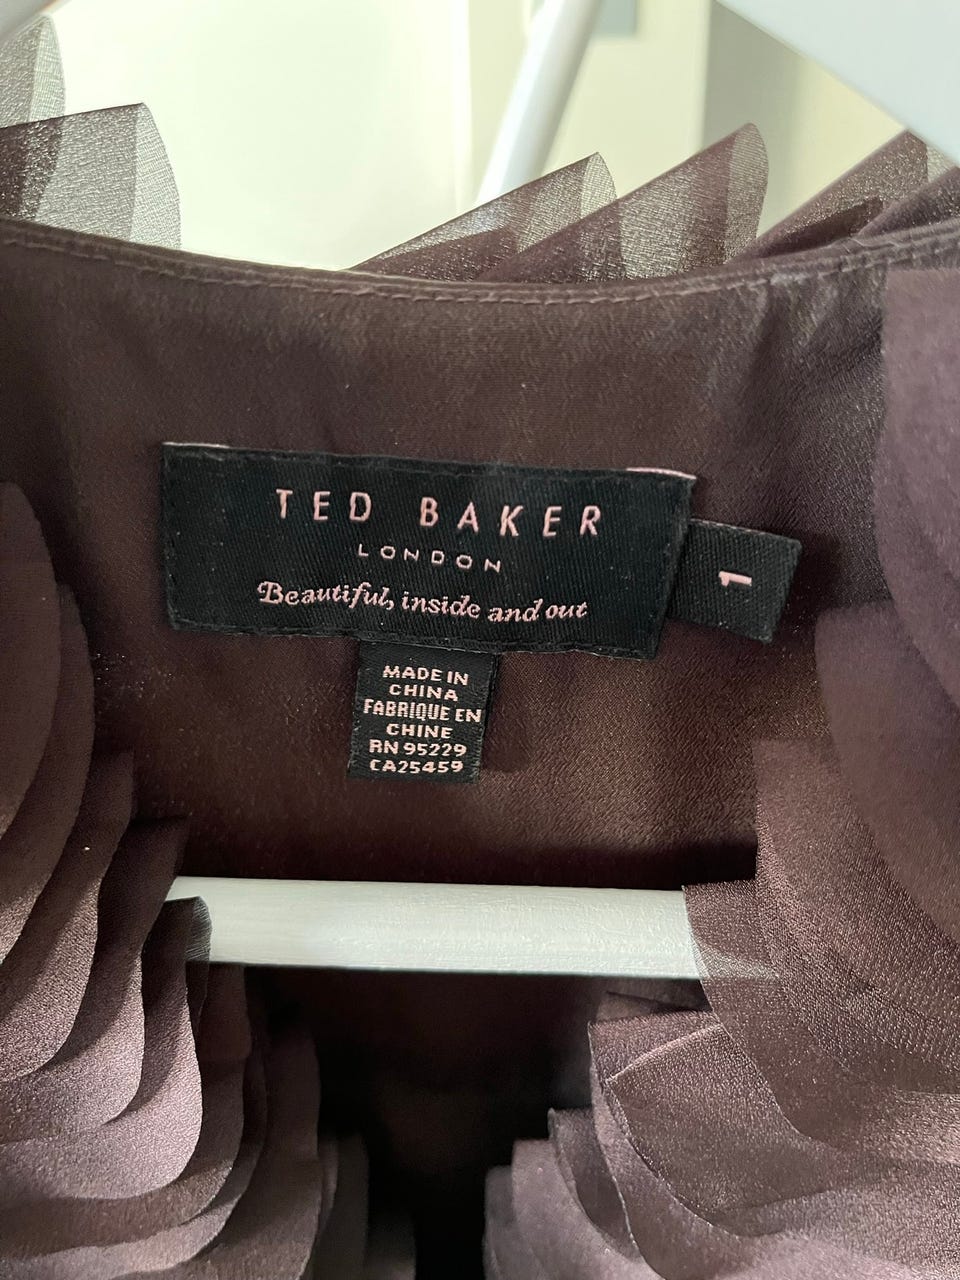 TED BAKER
LONDON
Beautiful, inside and out
1
MADE IN
CHINA
FABRIQUE EN
CHINE
RN 95229
CA25459